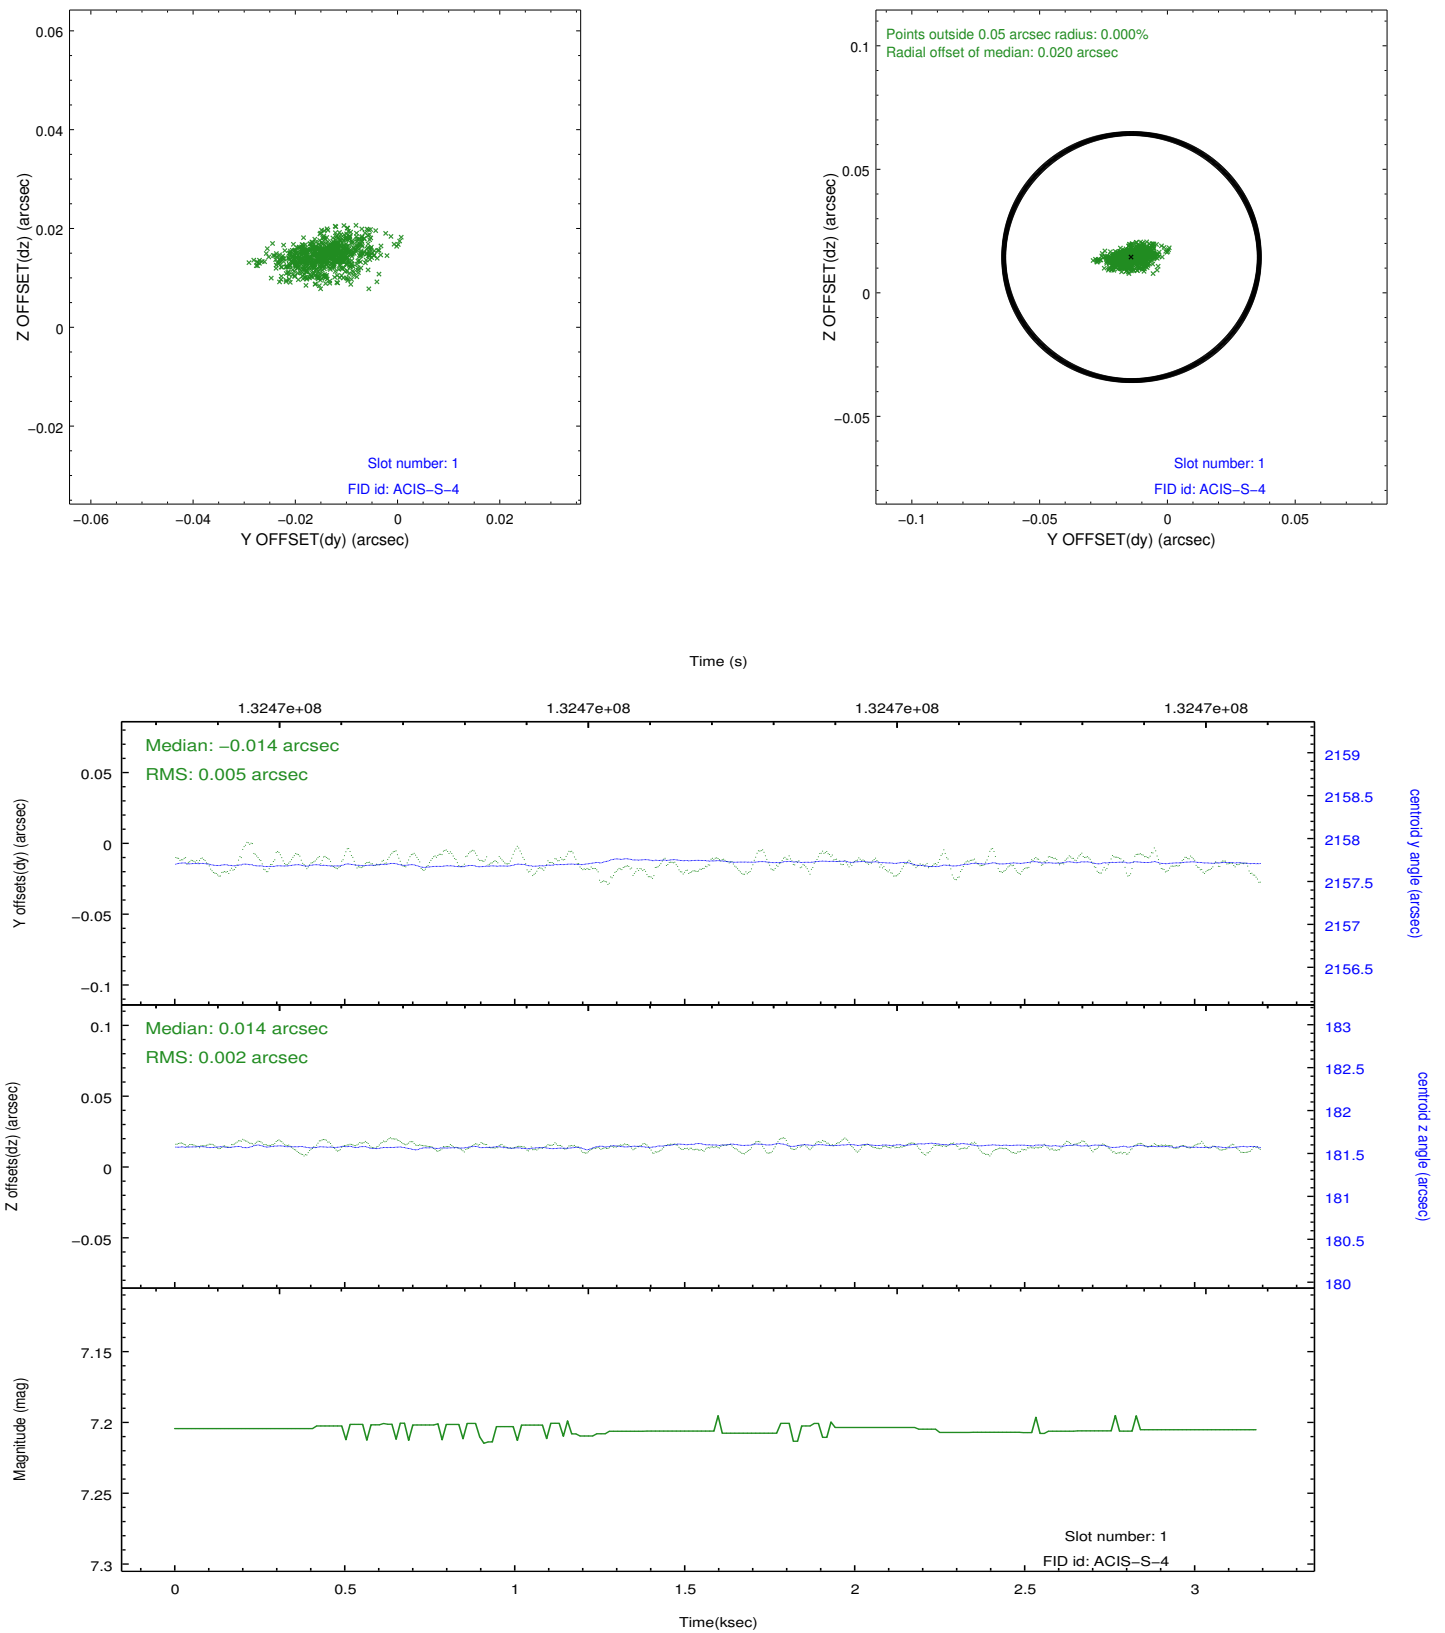 0.06
0.04
0.02
0
−0.02
Z OFFSET(dz) (arcsec)
Slot number: 1
FID id: ACIS−S−4
−0.06
−0.04
−0.02
0
0.02
Y OFFSET(dy) (arcsec)
Points outside 0.05 arcsec radius: 0.000%
Radial offset of median: 0.020 arcsec
0.1
0.05
0
−0.05
Z OFFSET(dz) (arcsec)
Slot number: 1
FID id: ACIS−S−4
−0.1
−0.05
0
0.05
Y OFFSET(dy) (arcsec)
Time (s)
1.3247e+08
1.3247e+08
1.3247e+08
1.3247e+08
Median: −0.014 arcsec
RMS: 0.005 arcsec
0.05
0
−0.05
−0.1
Y offsets(dy) (arcsec)
2159
2158.5
2158
2157.5
2157
2156.5
centroid y angle (arcsec)
Median: 0.014 arcsec
RMS: 0.002 arcsec
0.1
0.05
0
−0.05
Z offsets(dz) (arcsec)
183
182.5
182
181.5
181
180.5
180
centroid z angle (arcsec)
7.15
7.2
7.25
7.3
Magnitude (mag)
Slot number: 1
FID id: ACIS−S−4
0
0.5
1
1.5
2
2.5
3
Time(ksec)